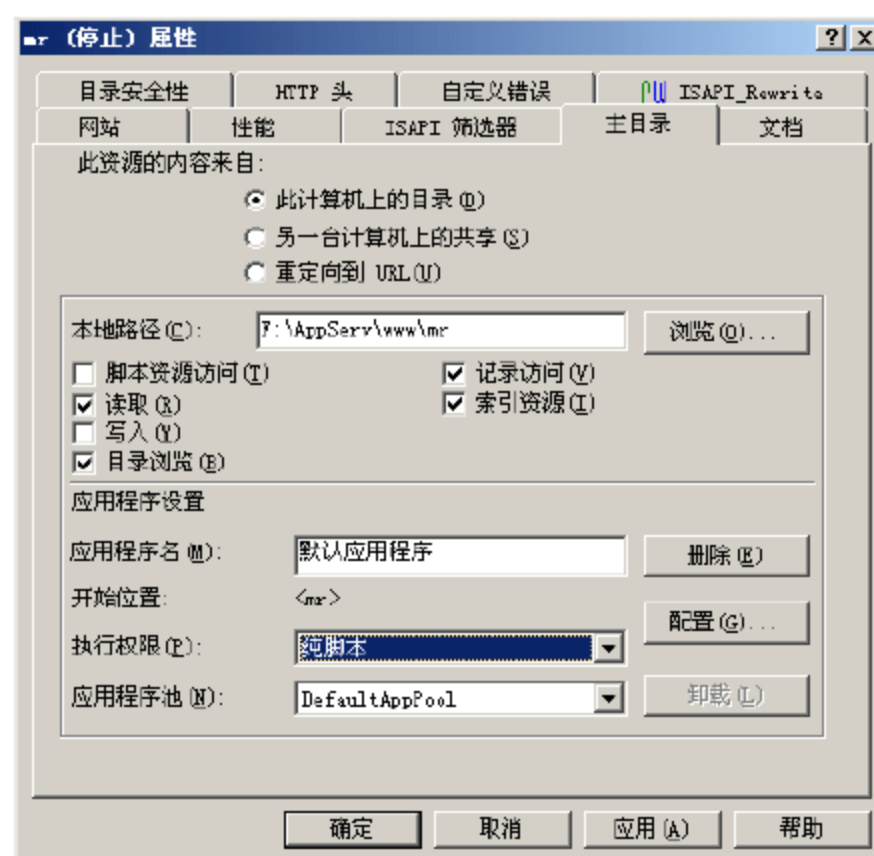 mr (停止) 属性
目录安全性 HTTP 头 自定义错误 ISAPI_Rewrite
网站 性能 ISAPI 筛选器 主目录 文档
此资源的内容来自:
此计算机上的目录(D)
另一台计算机上的共享(S)
重定向到 URL(U)
本地路径(C): F:\AppServ\www\mr 浏览(O)...
脚本资源访问(T) 记录访问(V)
读取(R) 索引资源(I)
写入(Y)
目录浏览(B)
应用程序设置
应用程序名(M): 默认应用程序 删除(E)
开始位置: <mr>
配置(G)...
执行权限(P): 纯脚本
应用程序池(N): DefaultAppPool 卸载(L)
确定 取消 应用(A) 帮助